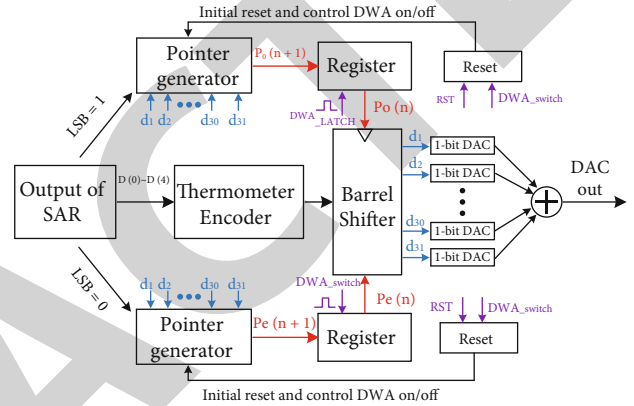 Initial reset and control DWA on/off
Pointer
generator
P₀ (n + 1)
Register
Reset
RST
DWA_switch
d1 d2 ••• d30 d31
DWA
_LATCH
Po (n)
LSB = 1
Output of
SAR
D (0)–D (4)
Thermometer
Encoder
Barrel
Shifter
d1
1-bit DAC
d2
1-bit DAC
d30
1-bit DAC
d31
1-bit DAC
DAC
out
LSB = 0
d1 d2 ••• d30 d31
DWA_switch
Pe (n)
Pointer
generator
Pe (n + 1)
Register
RST
DWA_switch
Reset
Initial reset and control DWA on/off